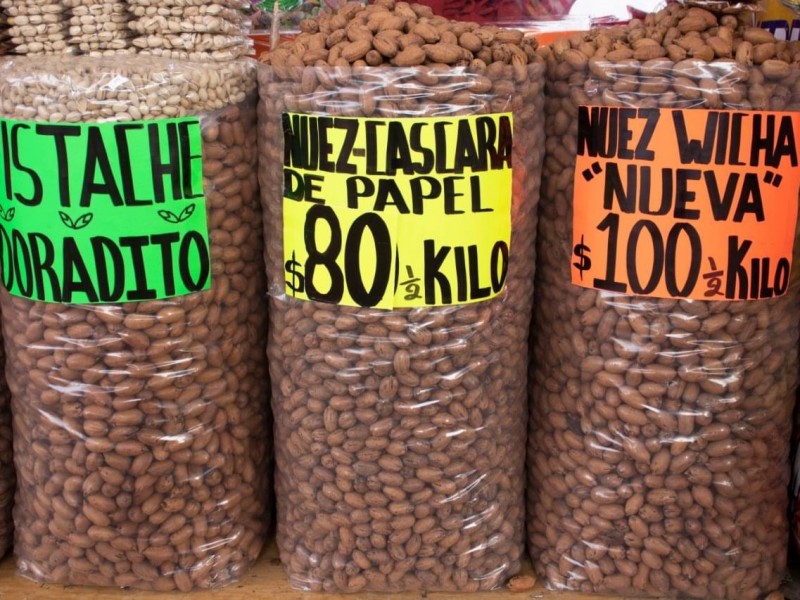 ISTACHE
DORADITO
NUEZ-CASCARA
DE PAPEL
$80 1/2 KILO
NUEZ WICHA
"NUEVA"
$100 1/2 KILO